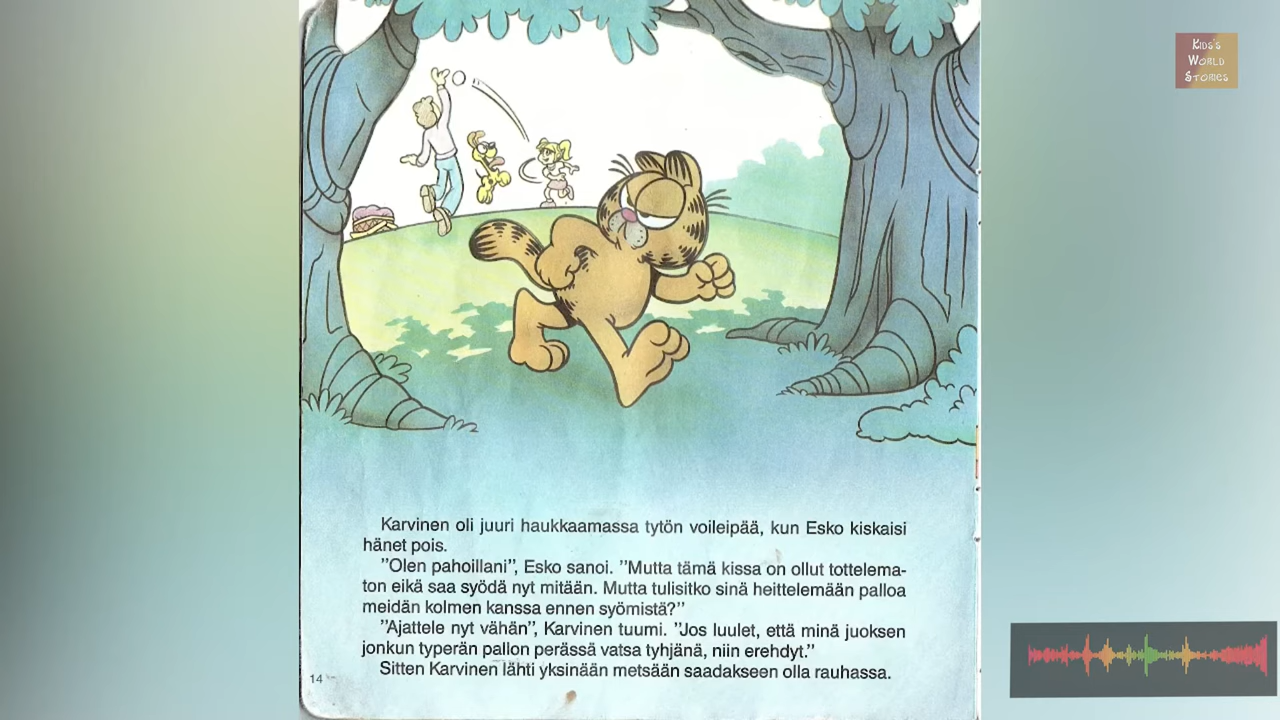 KID'S
WORLD
STORIES
Karvinen oli juuri haukkaamassa tytön voileipää, kun Esko kiskaisi
hänet pois.
”Olen pahoillani”, Esko sanoi. ”Mutta tämä kissa on ollut tottelema-
ton eikä saa syödä nyt mitään. Mutta tulisitko sinä heittelemään palloa
meidän kolmen kanssa ennen syömistä?”
”Ajattele nyt vähän”, Karvinen tuumi. ”Jos luulet, että minä juoksen
jonkun typerän pallon perässä vatsa tyhjänä, niin erehdyt.”
Sitten Karvinen lähti yksinään metsään saadakseen olla rauhassa.
14